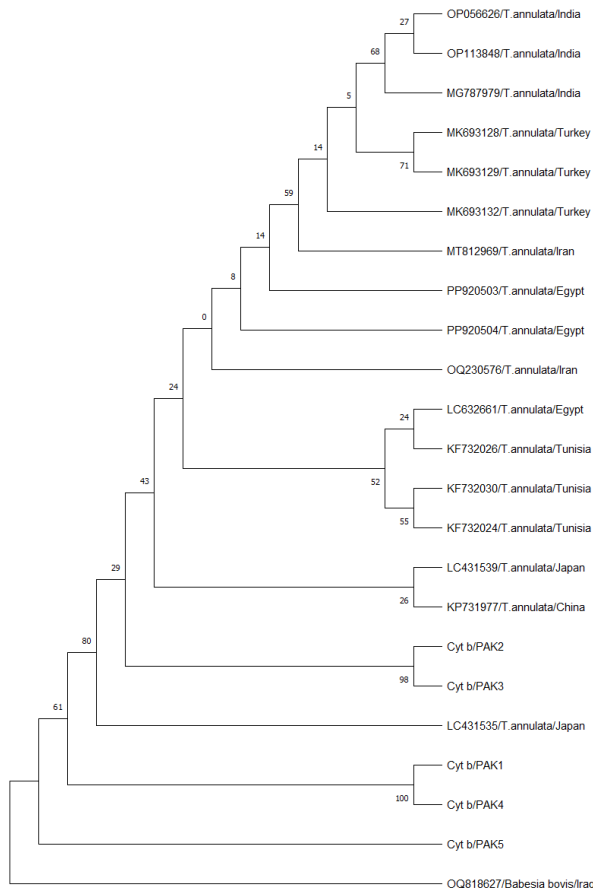 OP056626/T.annulata/India
27
OP113848/T.annulata/India
68
MG787979/T.annulata/India
5
MK693128/T.annulata/Turkey
14
71
MK693129/T.annulata/Turkey
59
MK693132/T.annulata/Turkey
14
MT812969/T.annulata/Iran
8
PP920503/T.annulata/Egypt
0
PP920504/T.annulata/Egypt
OQ230576/T.annulata/Iran
24
LC632661/T.annulata/Egypt
24
KF732026/T.annulata/Tunisia
43
52
KF732030/T.annulata/Tunisia
55
KF732024/T.annulata/Tunisia
29
LC431539/T.annulata/Japan
26
KP731977/T.annulata/China
80
Cyt b/PAK2
98
Cyt b/PAK3
61
LC431535/T.annulata/Japan
Cyt b/PAK1
100
Cyt b/PAK4
Cyt b/PAK5
OQ818627/Babesia bovis/Iraq